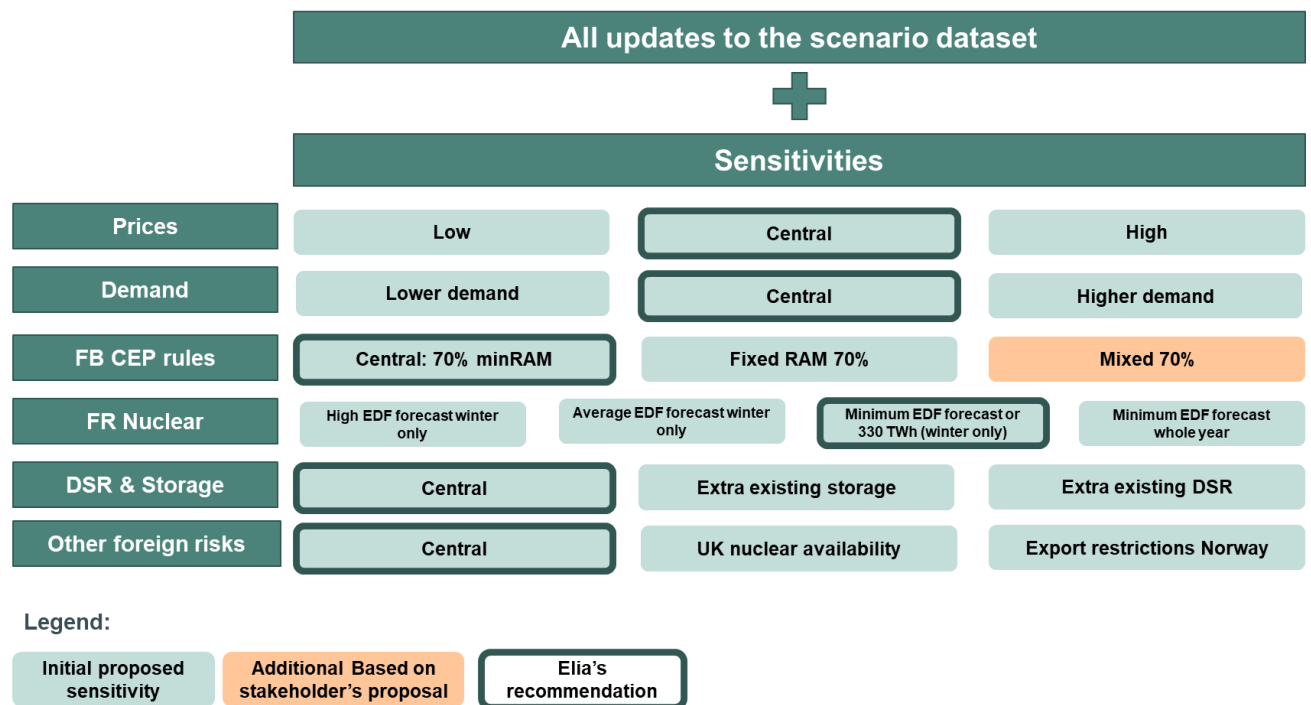 All updates to the scenario dataset
Sensitivities
Prices
Low
Central
High
Demand
Lower demand
Central
Higher demand
FB CEP rules
Central: 70% minRAM
Fixed RAM 70%
Mixed 70%
FR Nuclear
High EDF forecast winter
only
Average EDF forecast winter
only
Minimum EDF forecast or
330 TWh (winter only)
Minimum EDF forecast
whole year
DSR & Storage
Central
Extra existing storage
Extra existing DSR
Other foreign risks
Central
UK nuclear availability
Export restrictions Norway
Legend:
Initial proposed
sensitivity
Additional Based on
stakeholder’s proposal
Elia’s
recommendation